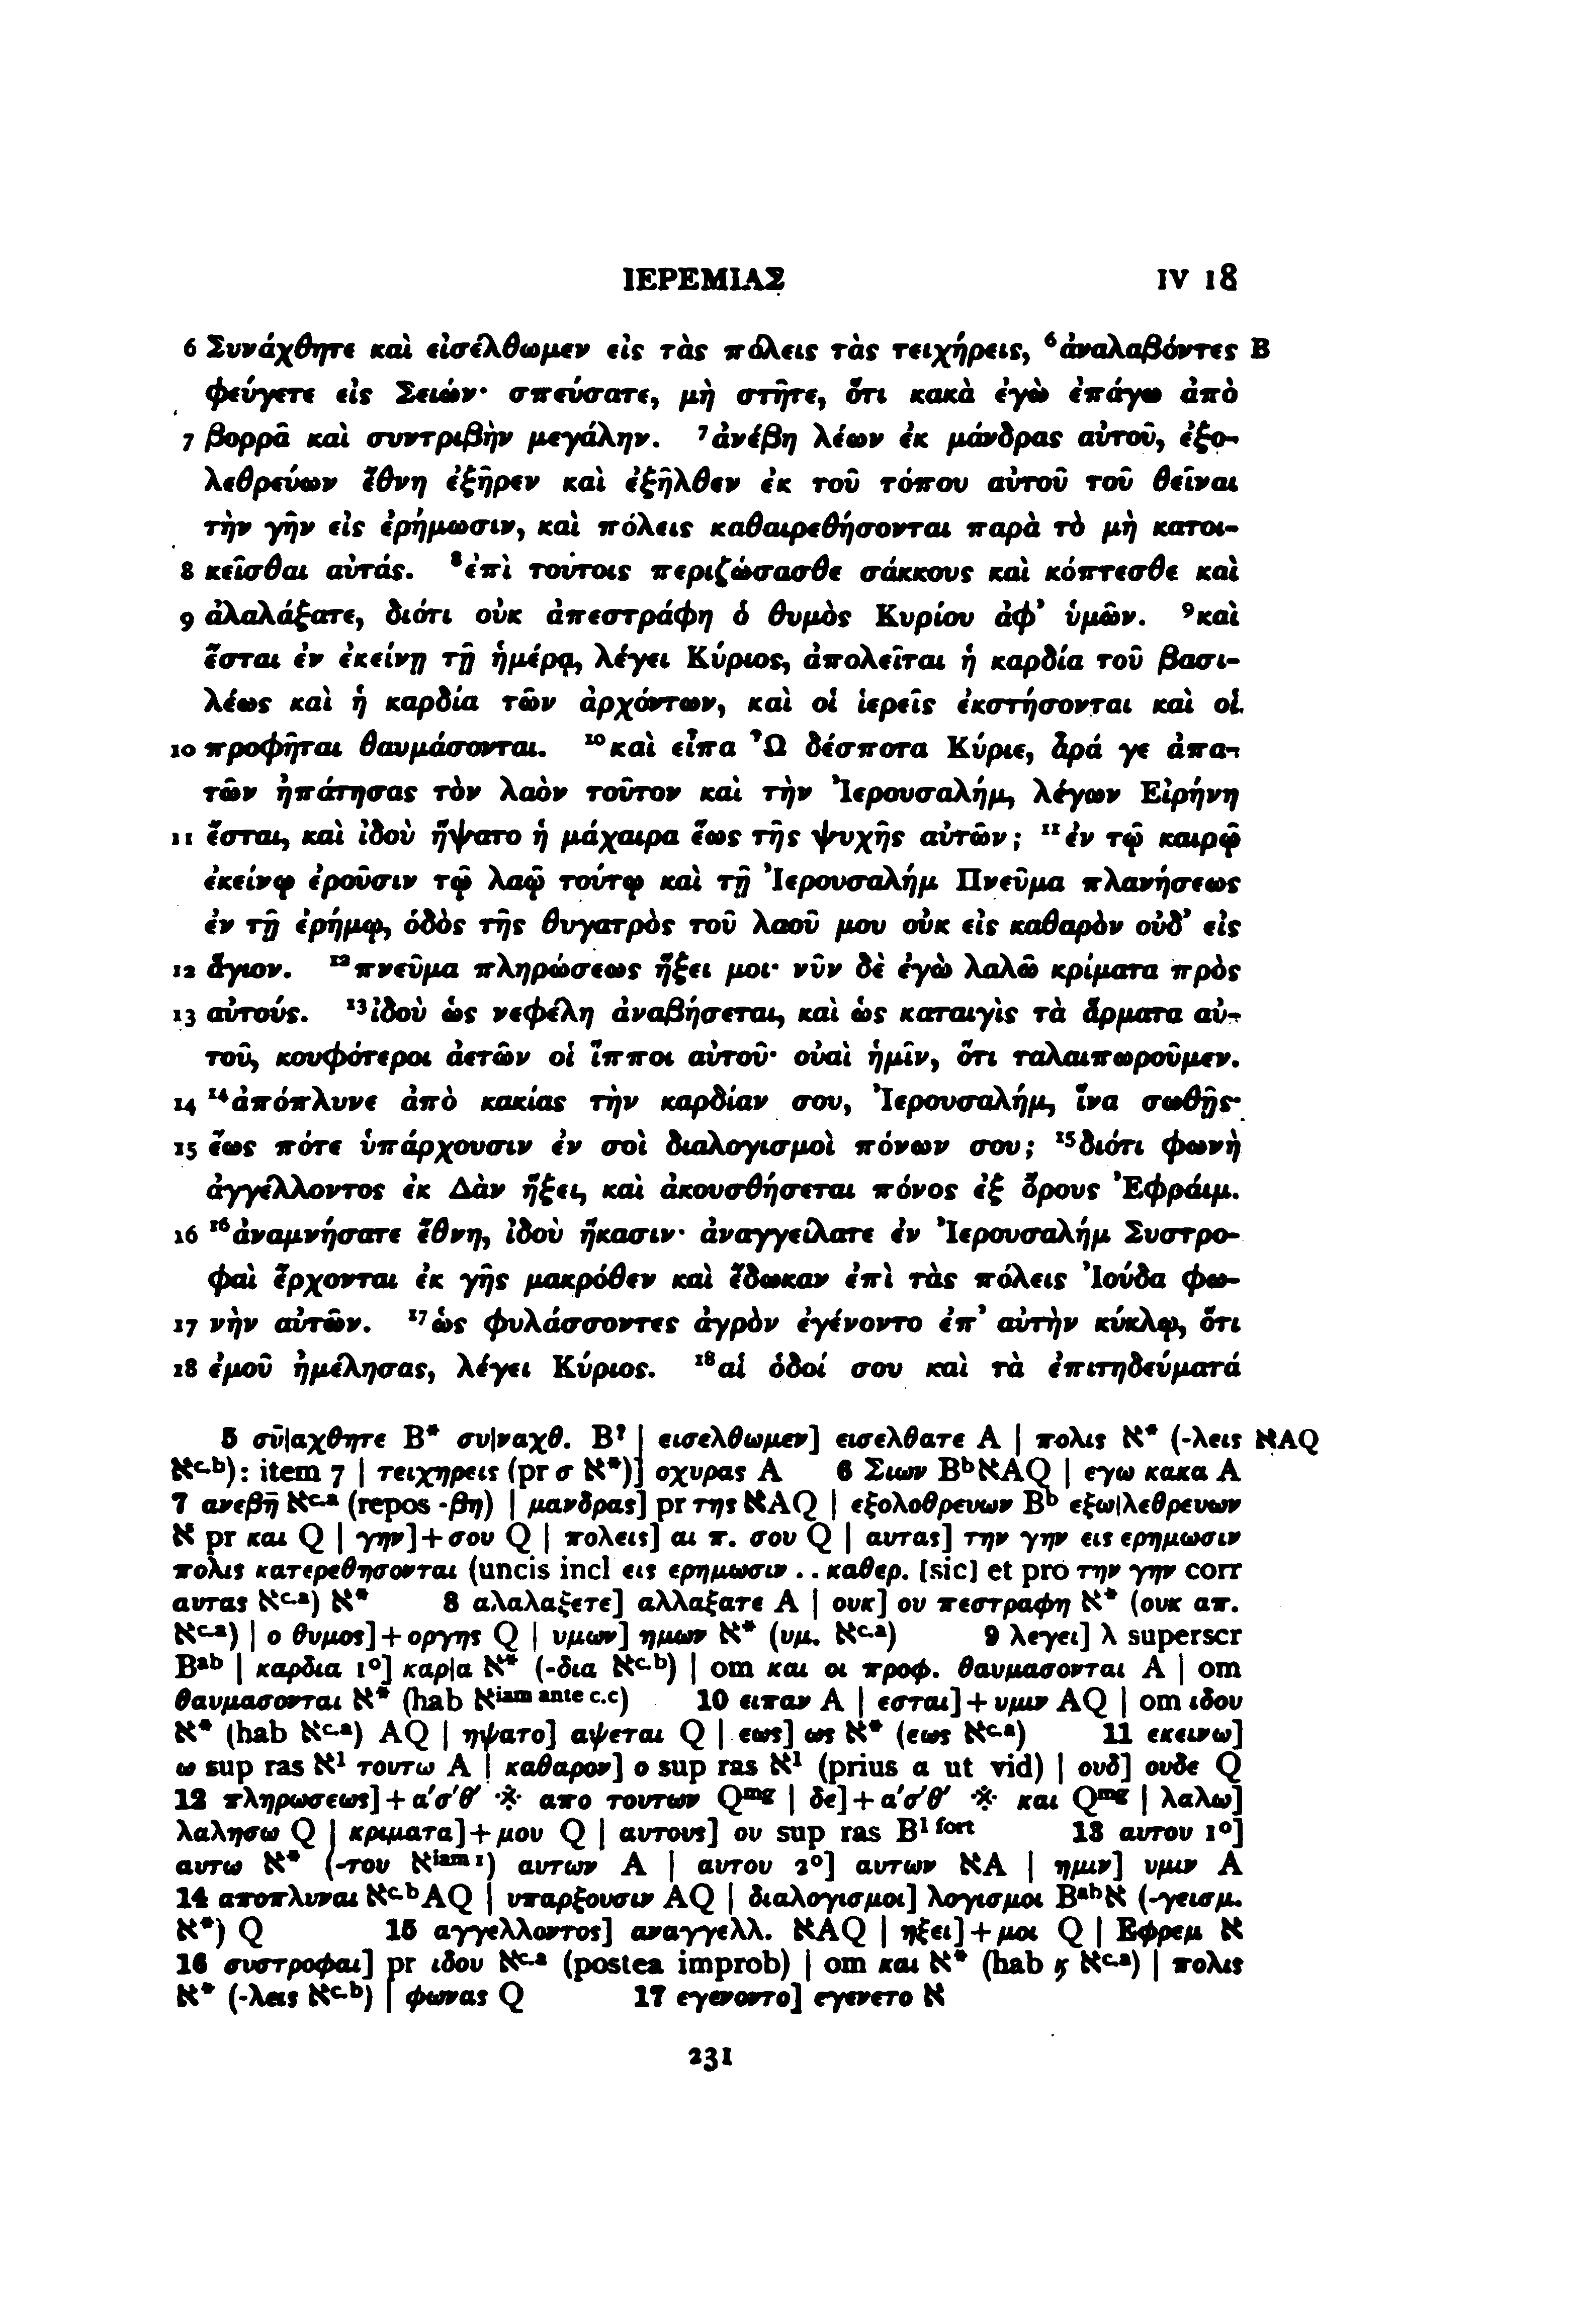 ΙΕΡΕΜΙΑΣ IV 18
6 Συνάχθητε καὶ εἰσέλθωμεν εἰς τὰς πόλεις τὰς τειχήρεις, ⁶ἀναλαβόντες B
φεύγετε εἰς Σειών· σπεύσατε, μὴ στῆτε, ὅτι κακὰ ἐγὼ ἐπάγω ἀπὸ
7 βορρᾶ καὶ συντριβὴν μεγάλην. ⁷ἀνέβη λέων ἐκ μάνδρας αὐτοῦ, ἐξο-
λεθρεύων ἔθνη ἐξῆρεν καὶ ἐξῆλθεν ἐκ τοῦ τόπου αὐτοῦ τοῦ θεῖναι
τὴν γῆν εἰς ἐρήμωσιν, καὶ πόλεις καθαιρεθήσονται παρὰ τὸ μὴ κατοι-
8 κεῖσθαι αὐτάς. ⁸ἐπὶ τούτοις περιζώσασθε σάκκους καὶ κόπτεσθε καὶ
9 ἀλαλάξατε, διότι οὐκ ἀπεστράφη ὁ θυμὸς Κυρίου ἀφ’ ὑμῶν. ⁹καὶ
ἔσται ἐν ἐκείνῃ τῇ ἡμέρᾳ, λέγει Κύριος, ἀπολεῖται ἡ καρδία τοῦ βασι-
λέως καὶ ἡ καρδία τῶν ἀρχόντων, καὶ οἱ ἱερεῖς ἐκστήσονται καὶ οἱ
10 προφῆται θαυμάσονται. ¹⁰καὶ εἶπα Ὦ δέσποτα Κύριε, ἆρά γε ἀπα-
τῶν ἠπάτησας τὸν λαὸν τοῦτον καὶ τὴν Ἰερουσαλήμ, λέγων Εἰρήνη
11 ἔσται, καὶ ἰδοὺ ἥψατο ἡ μάχαιρα ἕως τῆς ψυχῆς αὐτῶν; ¹¹ἐν τῷ καιρῷ
ἐκείνῳ ἐροῦσιν τῷ λαῷ τούτῳ καὶ τῇ Ἰερουσαλήμ Πνεῦμα πλανήσεως
ἐν τῇ ἐρήμῳ, ὁδὸς τῆς θυγατρὸς τοῦ λαοῦ μου οὐκ εἰς καθαρὸν οὐδ’ εἰς
12 ἅγιον. ¹²πνεῦμα πληρώσεως ἥξει μοι· νῦν δὲ ἐγὼ λαλῶ κρίματα πρὸς
13 αὐτούς. ¹³ἰδοὺ ὡς νεφέλη ἀναβήσεται, καὶ ὡς καταιγὶς τὰ ἅρματα αὐ-
τοῦ, κουφότεροι ἀετῶν οἱ ἵπποι αὐτοῦ· οὐαὶ ἡμῖν, ὅτι ταλαιπωροῦμεν.
14 ¹⁴ἀπόπλυνε ἀπὸ κακίας τὴν καρδίαν σου, Ἰερουσαλήμ, ἵνα σωθῇς·
15 ἕως πότε ὑπάρχουσιν ἐν σοὶ διαλογισμοὶ πόνων σου; ¹⁵διότι φωνὴ
ἀγγέλλοντος ἐκ Δὰν ἥξει, καὶ ἀκουσθήσεται πόνος ἐξ ὄρους Ἐφράιμ.
16 ¹⁶ἀναμνήσατε ἔθνη, ἰδοὺ ἥκασιν· ἀναγγείλατε ἐν Ἰερουσαλήμ Συστρο-
φαὶ ἔρχονται ἐκ γῆς μακρόθεν καὶ ἔδωκαν ἐπὶ τὰς πόλεις Ἰούδα φω-
17 νὴν αὐτῶν. ¹⁷ὡς φυλάσσοντες ἀγρὸν ἐγένοντο ἐπ’ αὐτὴν κύκλῳ, ὅτι
18 ἐμοῦ ἠμέλησας, λέγει Κύριος. ¹⁸αἱ ὁδοί σου καὶ τὰ ἐπιτηδεύματά
5 συ̅|αχθητε B* συ|ναχθ. B? | εισελθωμεν] εισελθατε A | πολις ℵ* (-λεις ℵAQ
ℵc.b): item 7 | τειχηρεις (pr σ ℵ*)] οχυρας A 6 Σιων BbℵAQ | εγω κακα A
7 ανεβη̅ ℵc.a (repos -βη) | μανδρας] pr της ℵAQ | εξολοθρευων Bb εξω|λεθρευων
ℵ pr και Q | γην]+σου Q | πολεις] αι π. σου Q | αυτας] την γην εις ερημωσιν
πολις κατερεθησονται (uncis incl εις ερημωσιν .. καθερ. [sic] et pro την γην corr
αυτας ℵc.a) ℵ* 8 αλαλαξετε] αλλαξατε A | ουκ] ου πεστραφη ℵ* (ουκ απ.
ℵc.a) | ο θυμος]+οργης Q | υμων] ημων ℵ* (υμ. ℵc.a) 9 λεγει] λ superscr
Bab | καρδια 1º] καρ|α ℵ* (-δια ℵc.b) | om και οι προφ. θαυμασονται A | om
θαυμασονται ℵ* (hab ℵiam ante c.c) 10 ειπαν A | εσται]+υμιν AQ | om ιδου
ℵ* (hab ℵc.a) AQ | ηψατο] αψεται Q | εως] ως ℵ* (εως ℵc.a) 11 εκεινω]
ω sup ras ℵ1 τουτω A | καθαρον] ο sup ras ℵ1 (prius α ut vid) | ουδ] ουδε Q
12 πληρωσεως]+α′σ′θ′ ※ απο τουτων Qmg | δε]+α′σ′θ′ ※ και Qmg | λαλω]
λαλησω Q | κριματα]+μου Q | αυτους] ου sup ras B1 fort 13 αυτου 1º]
αυτω ℵ* (-του ℵiam 1) αυτων A | αυτου 2º] αυτων ℵA | ημιν] υμιν A
14 αποπλυναι ℵc.bAQ | υπαρξουσιν AQ | διαλογισμοι] λογισμοι Babℵ (-γεισμ.
ℵ*) Q 15 αγγελλοντος] αναγγελλ. ℵAQ | ηξει]+μοι Q | Εφρεμ ℵ
16 συστροφαι] pr ιδου ℵc.a (postea improb) | om και ℵ* (hab ϗ ℵc.a) | πολις
ℵ* (-λεις ℵc.b) | φωνας Q 17 εγενοντο] εγενετο ℵ
231